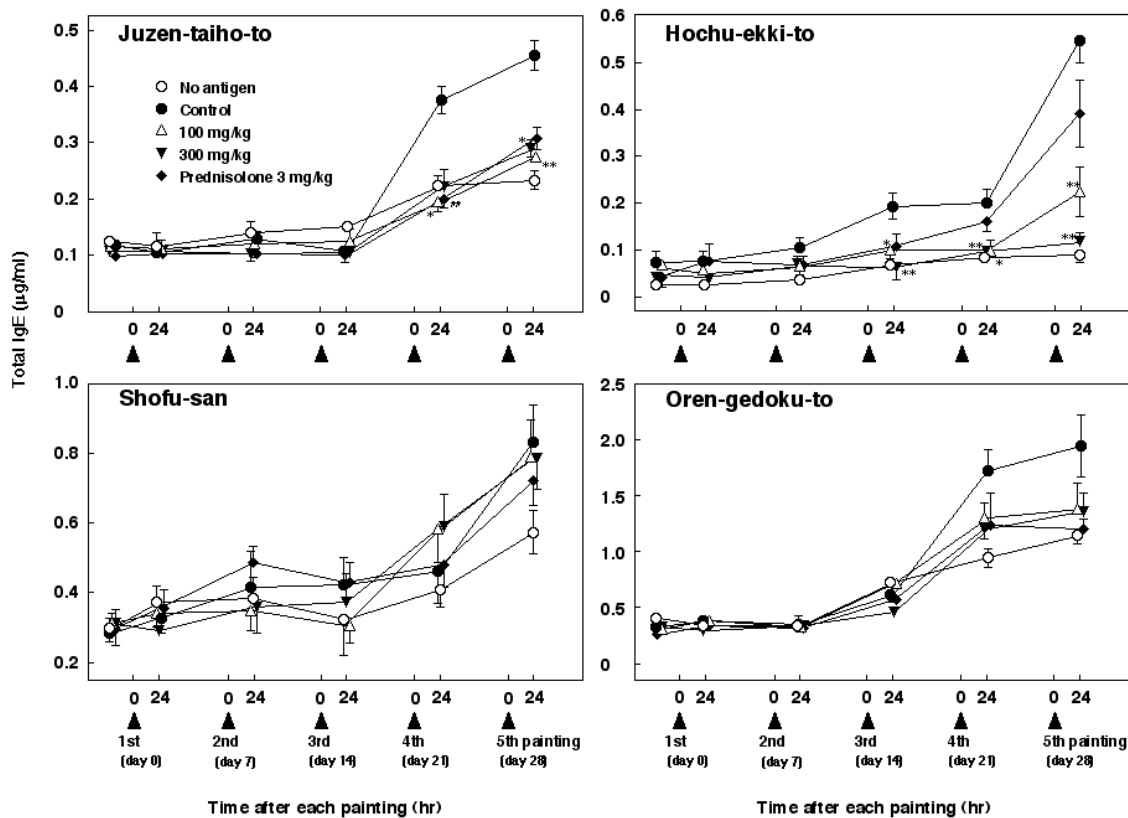 Juzen-taiho-to
No antigen
Control
100 mg/kg
300 mg/kg
Prednisolone 3 mg/kg
0.5
0.4
0.3
0.2
0.1
0
* ** * **
0 24 0 24 0 24 0 24 0 24
Hochu-ekki-to
0.6
0.5
0.4
0.3
0.2
0.1
0
* ** ** * ** **
0 24 0 24 0 24 0 24 0 24
Total IgE (μg/ml)
Shofu-san
1.0
0.8
0.6
0.4
0.2
0 24 0 24 0 24 0 24 0 24
1st 2nd 3rd 4th 5th painting
(day 0) (day 7) (day 14) (day 21) (day 28)
Time after each painting (hr)
Oren-gedoku-to
2.5
2.0
1.5
1.0
0.5
0
0 24 0 24 0 24 0 24 0 24
1st 2nd 3rd 4th 5th painting
(day 0) (day 7) (day 14) (day 21) (day 28)
Time after each painting (hr)